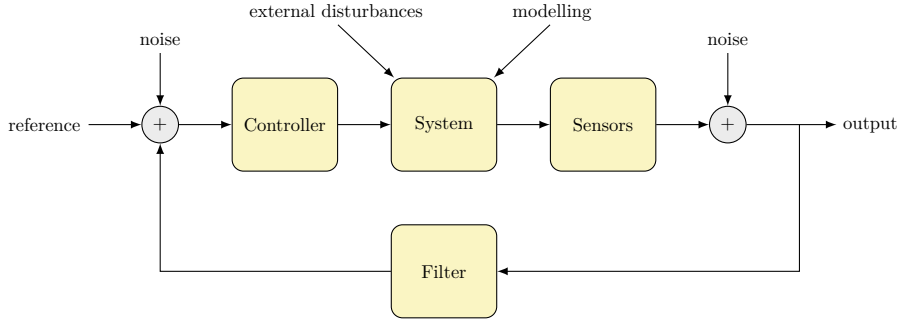 external disturbances
modelling
noise
noise
reference
+
Controller
System
Sensors
+
output
Filter